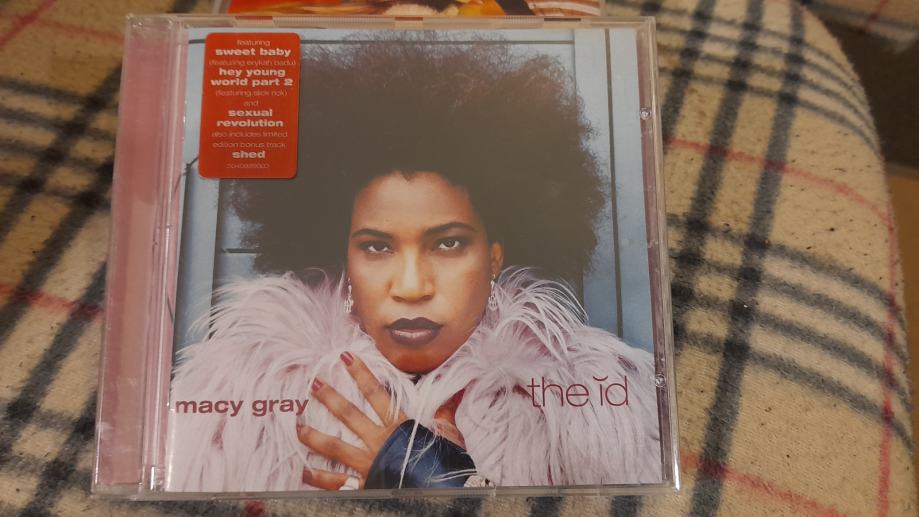 featuring
sweet baby
(featuring erykah badu)
hey young
world part 2
(featuring slick rick)
and
sexual
revolution
also includes limited
edition bonus track
shed
macy gray
the ĭd